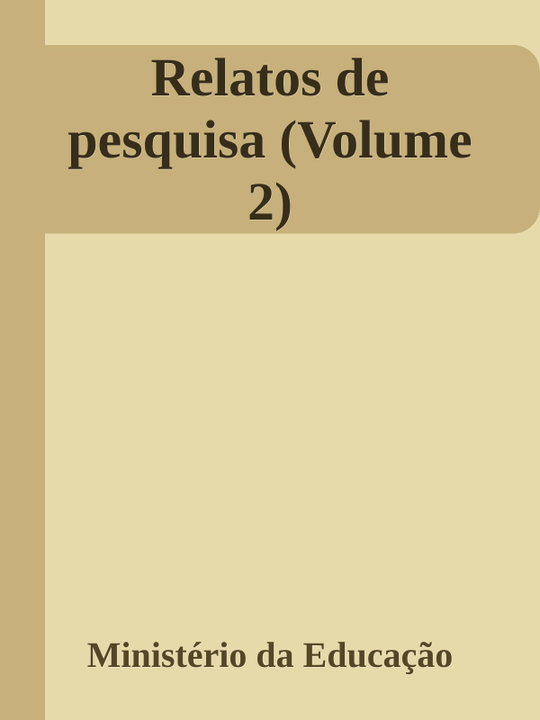 Relatos de
pesquisa (Volume
2)
Ministério da Educação